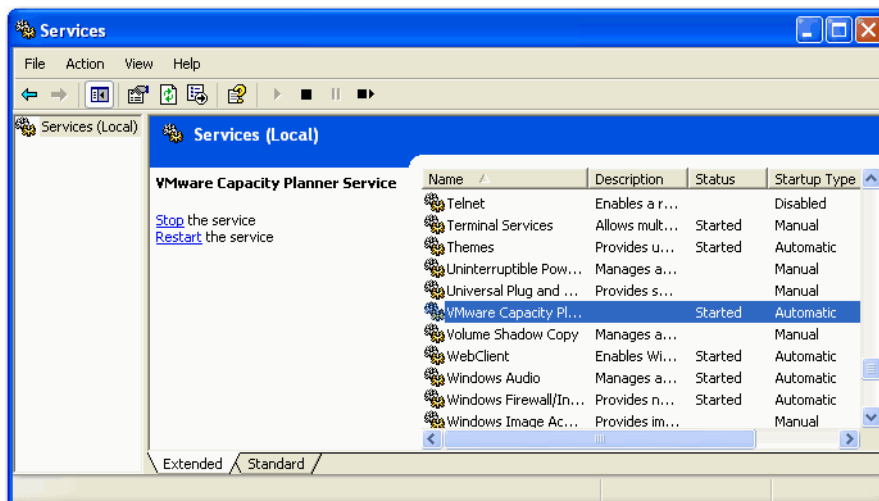 Services
File Action View Help
Services (Local)
Services (Local)
VMware Capacity Planner Service
Stop the service
Restart the service
Name Description Status Startup Type
Telnet Enables a r... Disabled
Terminal Services Allows mult... Started Manual
Themes Provides u... Started Automatic
Uninterruptible Pow... Manages a... Manual
Universal Plug and ... Provides s... Manual
VMware Capacity Pl... Started Automatic
Volume Shadow Copy Manages a... Manual
WebClient Enables Wi... Started Automatic
Windows Audio Manages a... Started Automatic
Windows Firewall/In... Provides n... Started Automatic
Windows Image Ac... Provides im... Manual
Extended Standard